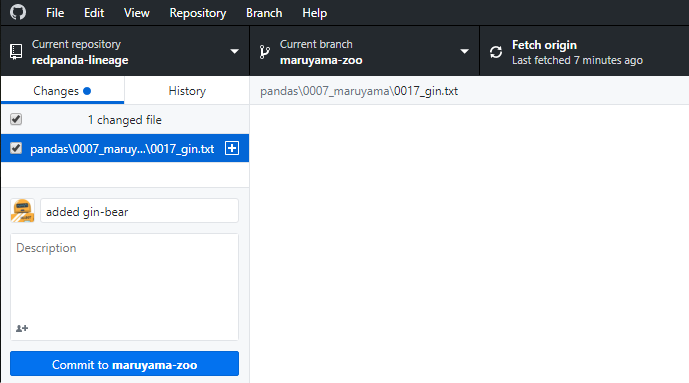 File Edit View Repository Branch Help
Current repository
redpanda-lineage
Current branch
maruyama-zoo
Fetch origin
Last fetched 7 minutes ago
Changes
History
pandas\0007_maruyama\0017_gin.txt
1 changed file
pandas\0007_maruy...\0017_gin.txt
added gin-bear
Description
Commit to maruyama-zoo